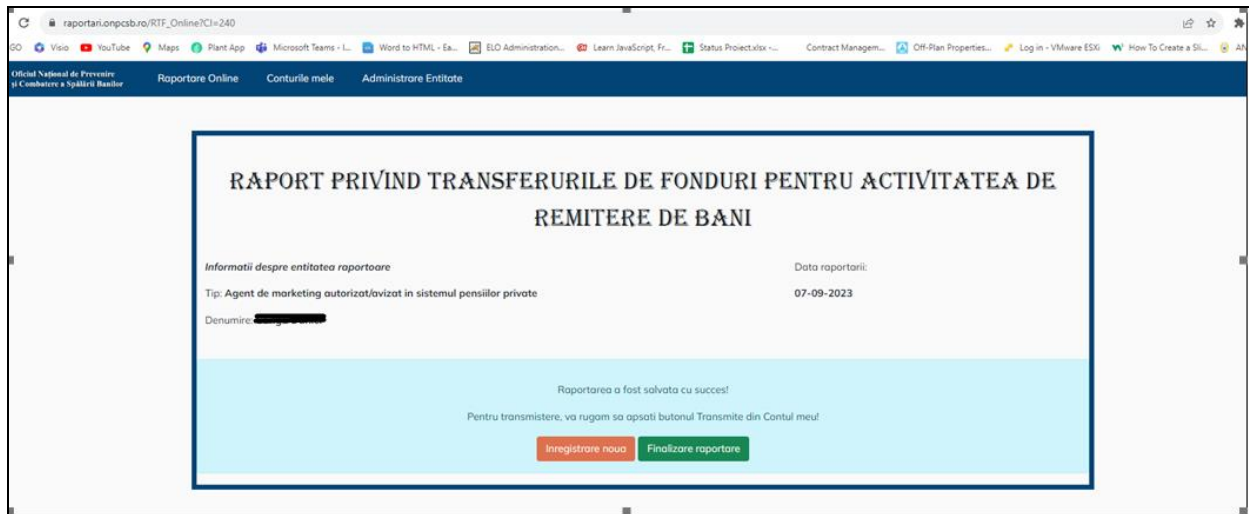 raportari.onpcsb.ro/RTF_Online?CI=240
GO Visio YouTube Maps Plant App Microsoft Teams - L... Word to HTML - Ea... ELO Administration... Learn JavaScript, Fr... Status Proiect.xlsx -... Contract Managem... Off-Plan Properties... Log in - VMware ESXi How To Create a Sli... AN
Oficiul Național de Prevenire
și Combatere a Spălării Banilor
Raportare Online Conturile mele Administrare Entitate
RAPORT PRIVIND TRANSFERURILE DE FONDURI PENTRU ACTIVITATEA DE
REMITERE DE BANI
Informatii despre entitatea raportoare Data raportarii:
Tip: Agent de marketing autorizat/avizat in sistemul pensiilor private 07-09-2023
Denumire:
Raportarea a fost salvata cu succes!
Pentru transmistere, va rugam sa apsati butonul Transmite din Contul meu!
Inregistrare noua Finalizare raportare